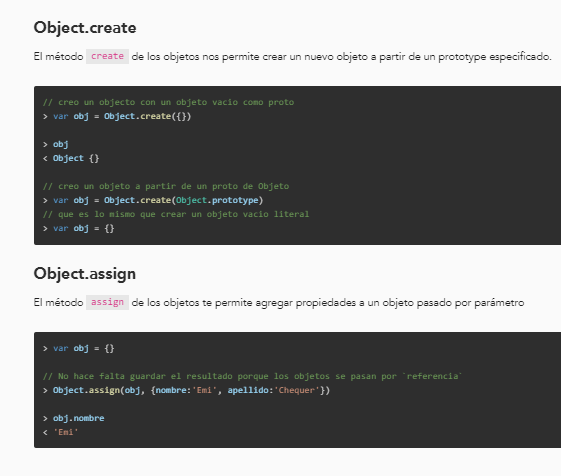 Object.create
El método create de los objetos nos permite crear un nuevo objeto a partir de un prototype especificado.
// creo un objecto con un objeto vacio como proto
> var obj = Object.create({})
> obj
< Object {}
// creo un objeto a partir de un proto de Objeto
> var obj = Object.create(Object.prototype)
// que es lo mismo que crear un objeto vacio literal
> var obj = {}
Object.assign
El método assign de los objetos te permite agregar propiedades a un objeto pasado por parámetro
> var obj = {}
// No hace falta guardar el resultado porque los objetos se pasan por `referencia`
> Object.assign(obj, {nombre:'Emi', apellido:'Chequer'})
> obj.nombre
< 'Emi'